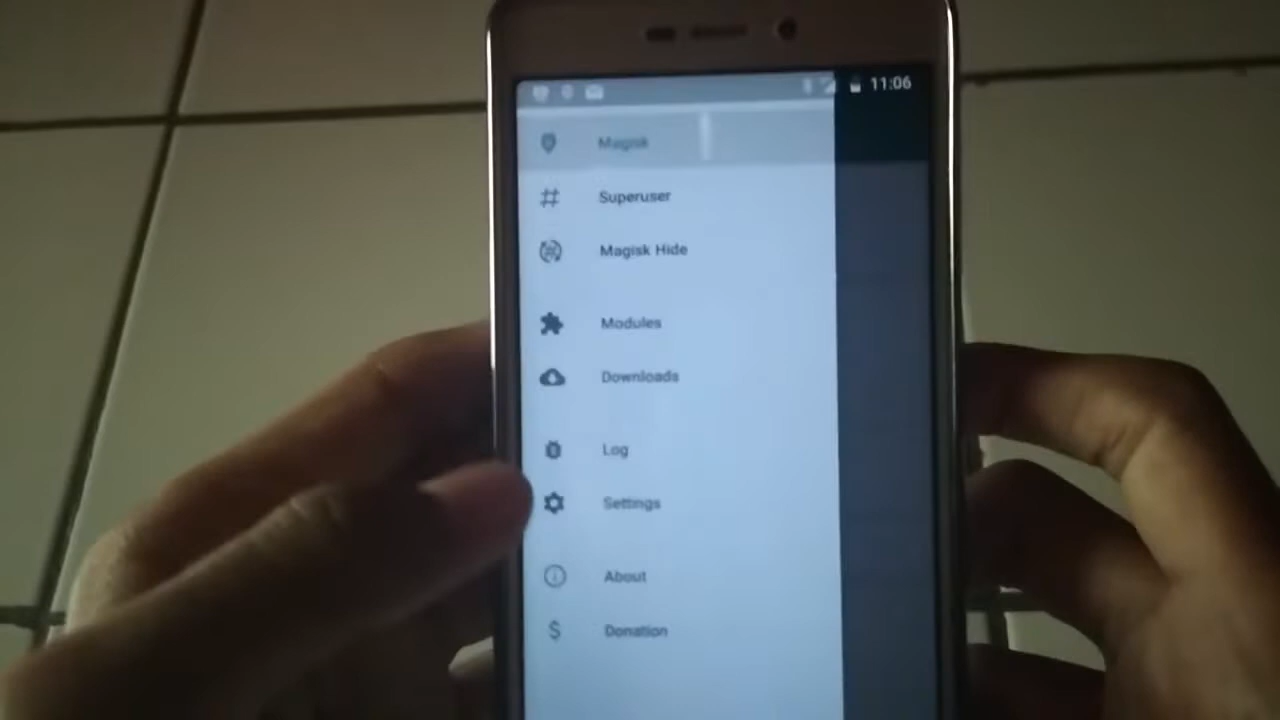 11:06
Magisk
Superuser
Magisk Hide
Modules
Downloads
Log
Settings
About
Donation